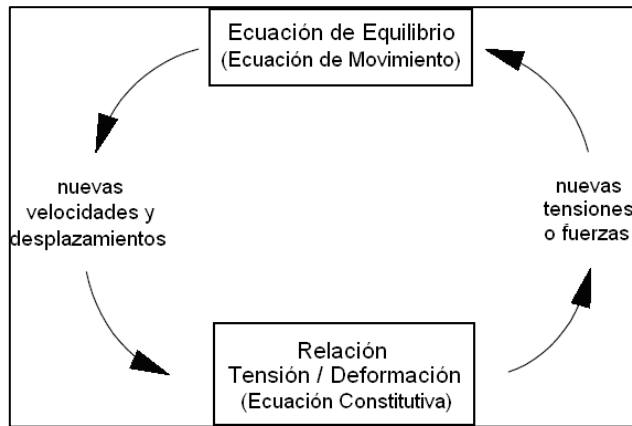 Ecuación de Equilibrio
(Ecuación de Movimiento)
nuevas
velocidades y
desplazamientos
nuevas
tensiones
o fuerzas
Relación
Tensión / Deformación
(Ecuación Constitutiva)